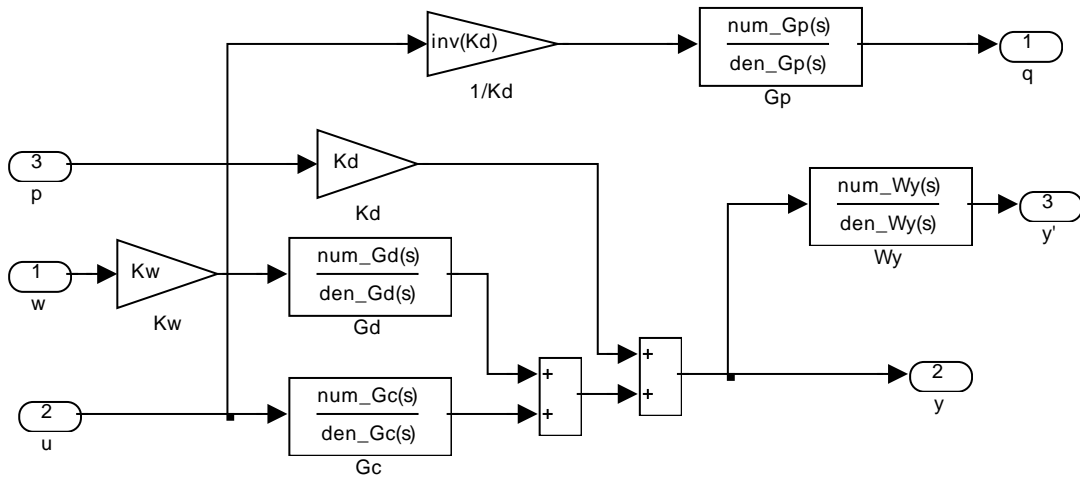 inv(Kd)
1/Kd
num_Gp(s)
den_Gp(s)
Gp
1
q
3
p
Kd
Kd
num_Wy(s)
den_Wy(s)
Wy
3
y'
1
w
Kw
Kw
num_Gd(s)
den_Gd(s)
Gd
+
+
+
+
2
y
2
u
num_Gc(s)
den_Gc(s)
Gc